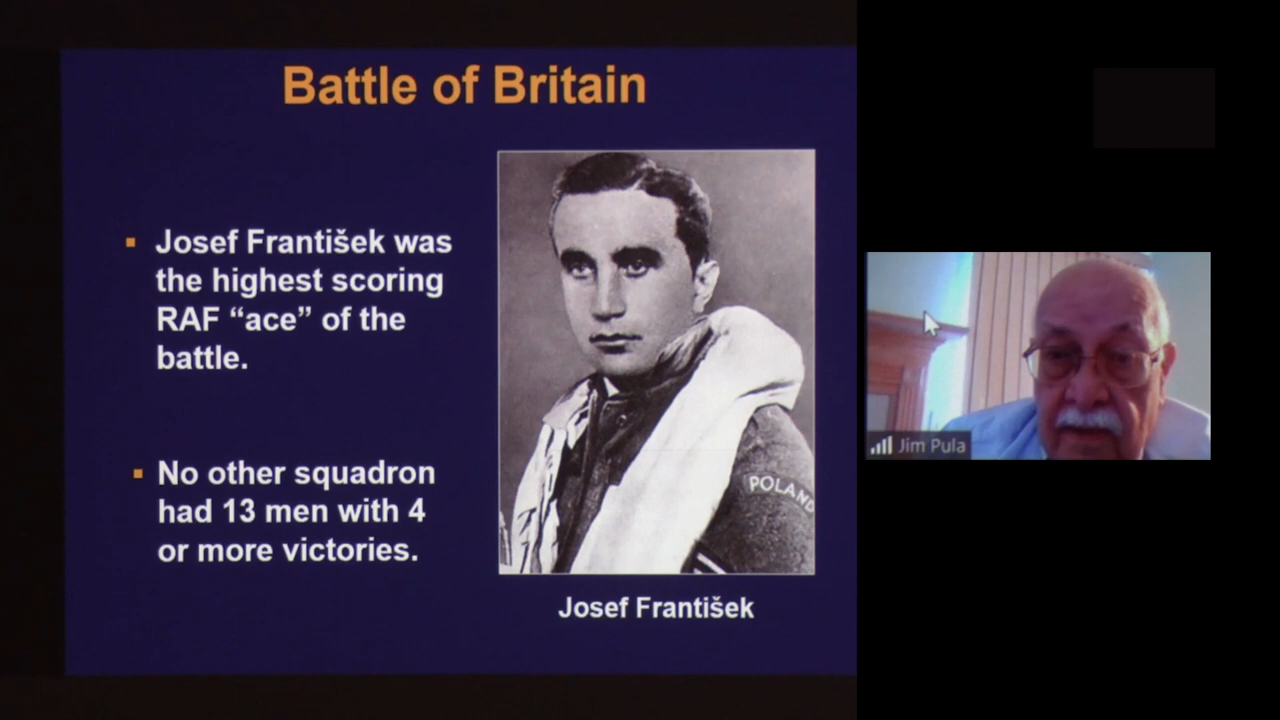 Battle of Britain
▪ Josef František was
the highest scoring
RAF “ace” of the
battle.
▪ No other squadron
had 13 men with 4
or more victories.
POLAND
Josef František
Jim Pula